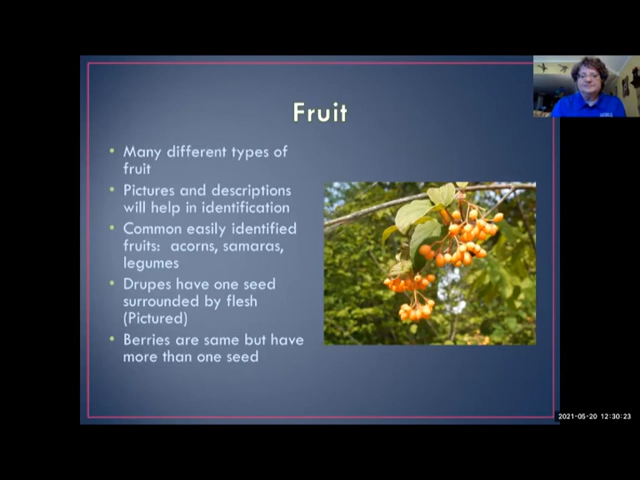 Fruit
• Many different types of
fruit
• Pictures and descriptions
will help in identification
• Common easily identified
fruits: acorns, samaras,
legumes
• Drupes have one seed
surrounded by flesh
(Pictured)
• Berries are same but have
more than one seed
2021-05-20 12:30:23